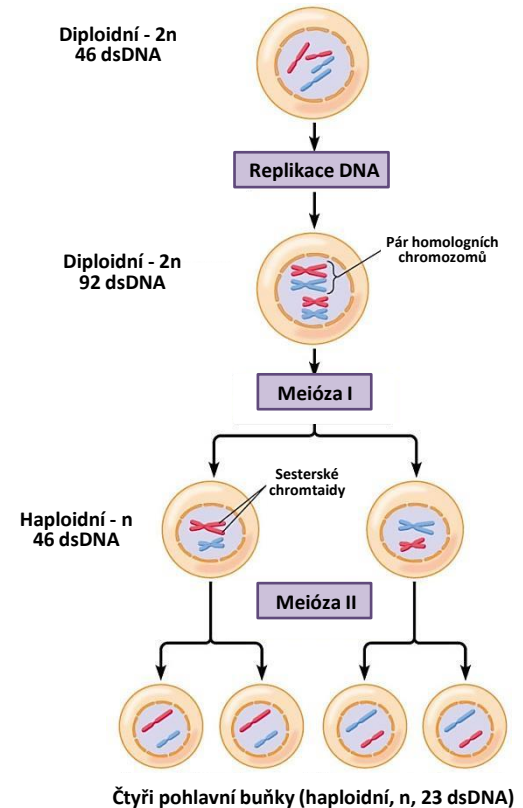 Diploidní - 2n
46 dsDNA
Replikace DNA
Pár homologních
chromozomů
Diploidní - 2n
92 dsDNA
Meióza I
Sesterské
chromtaidy
Haploidní - n
46 dsDNA
Meióza II
Čtyři pohlavní buňky (haploidní, n, 23 dsDNA)